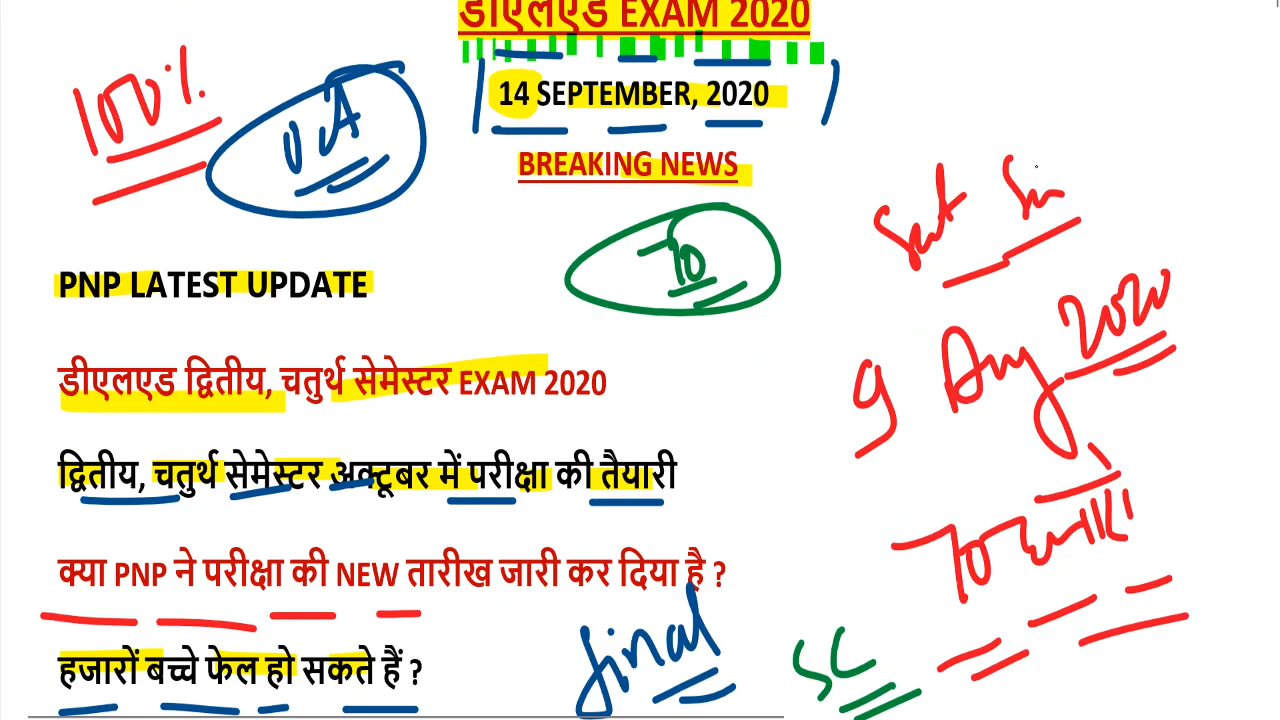 डीएलएड EXAM 2020
14 SEPTEMBER, 2020
100%
BREAKING NEWS
70
PNP LATEST UPDATE
9 Aug 2020
डीएलएड द्वितीय, चतुर्थ सेमेस्टर EXAM 2020
द्वितीय, चतुर्थ सेमेस्टर अक्टूबर में परीक्षा की तैयारी
क्या PNP ने परीक्षा की NEW तारीख जारी कर दिया है ?
हजारों बच्चे फेल हो सकते हैं ?
final
SC